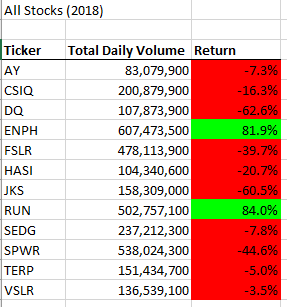 All Stocks (2018)
Ticker Total Daily Volume Return
AY 83,079,900 -7.3%
CSIQ 200,879,900 -16.3%
DQ 107,873,900 -62.6%
ENPH 607,473,500 81.9%
FSLR 478,113,900 -39.7%
HASI 104,340,600 -20.7%
JKS 158,309,000 -60.5%
RUN 502,757,100 84.0%
SEDG 237,212,300 -7.8%
SPWR 538,024,300 -44.6%
TERP 151,434,700 -5.0%
VSLR 136,539,100 -3.5%